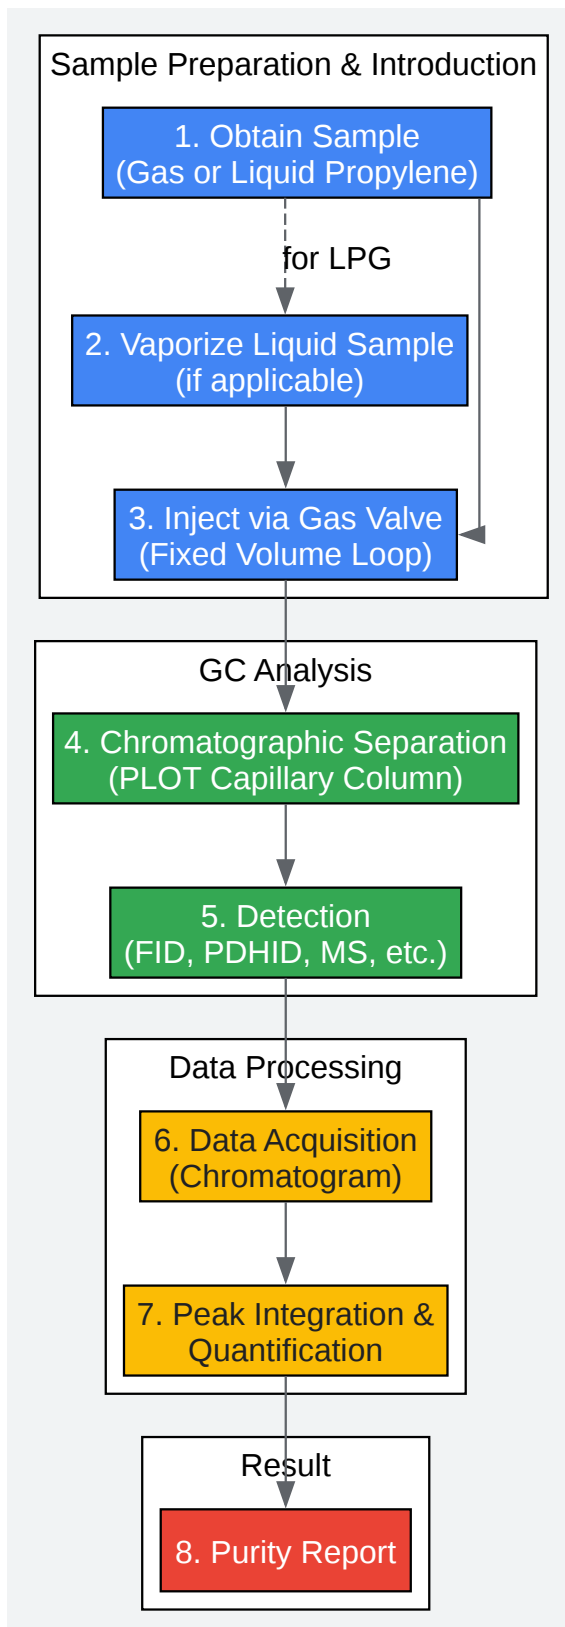 Sample Preparation & Introduction
1. Obtain Sample
(Gas or Liquid Propylene)
for LPG
2. Vaporize Liquid Sample
(if applicable)
3. Inject via Gas Valve
(Fixed Volume Loop)
GC Analysis
4. Chromatographic Separation
(PLOT Capillary Column)
5. Detection
(FID, PDHID, MS, etc.)
Data Processing
6. Data Acquisition
(Chromatogram)
7. Peak Integration &
Quantification
Result
8. Purity Report